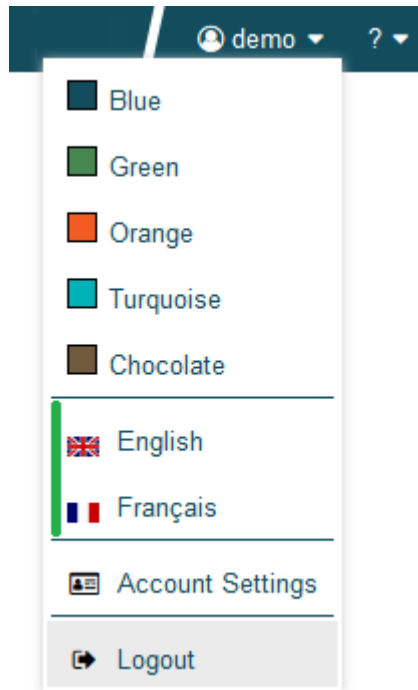 demo
?
Blue
Green
Orange
Turquoise
Chocolate
English
Français
Account Settings
Logout